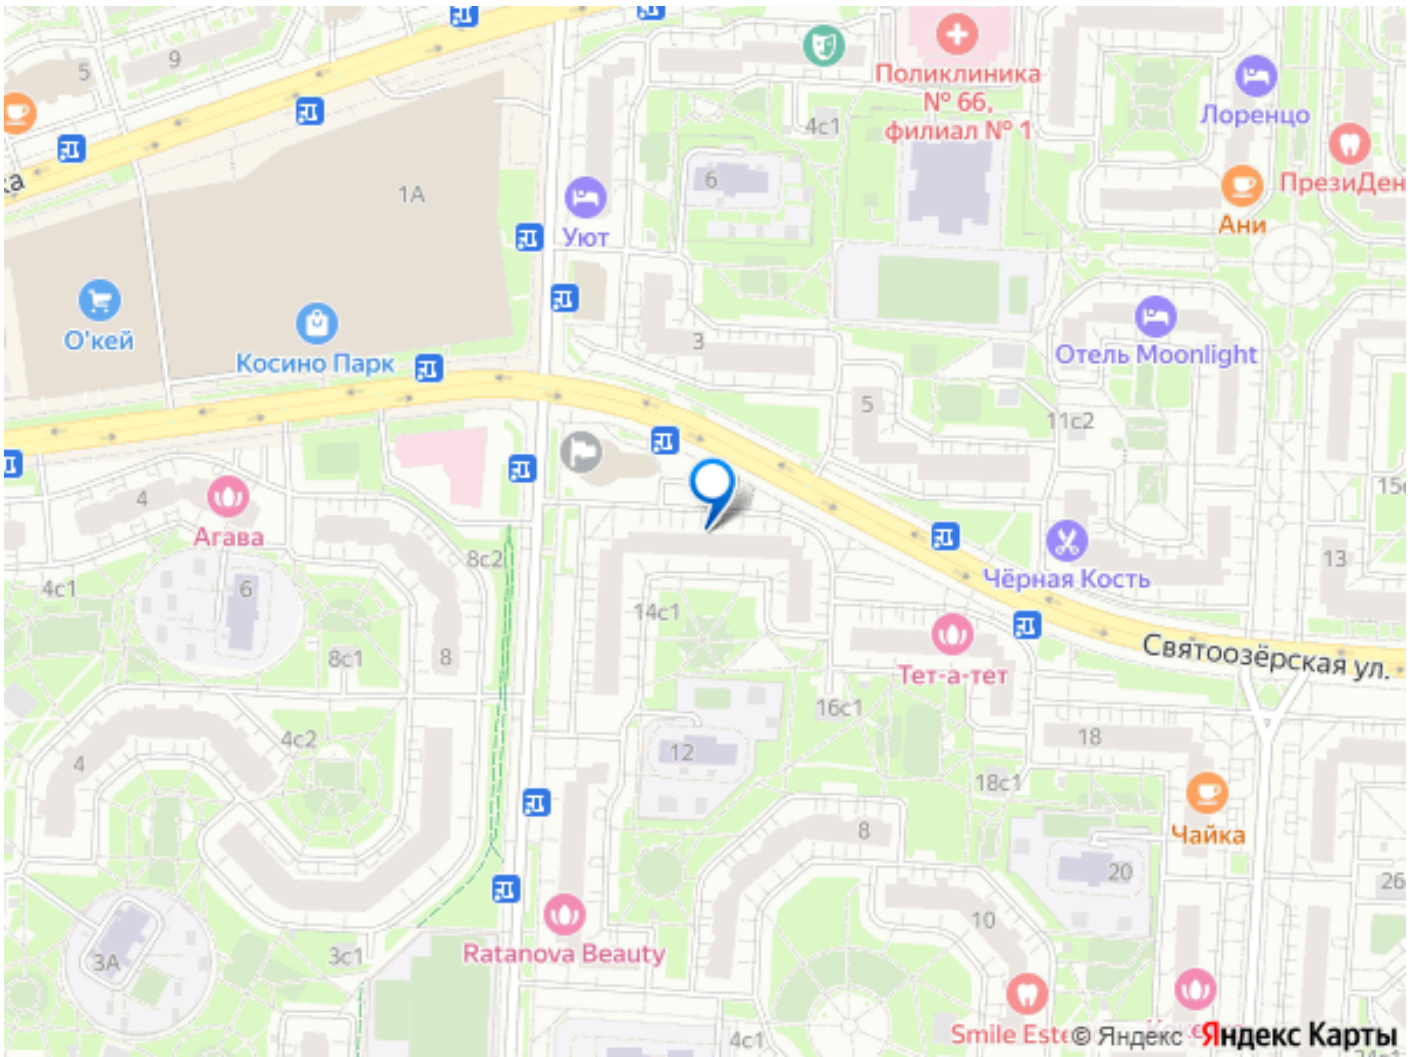 5
9
Поликлиника
№ 66,
филиал № 1
4с1
Лоренцо
ПрезиДен
Ани
ка
1А
6
Уют
О'кей
Косино Парк
3
Отель Moonlight
5
11с2
4
Агава
8с2
4с1
6
8с1
8
14с1
Чёрная Кость
13
Святоозёрская ул.
Тет-а-тет
16с1
4с2
4
12
18
18с1
Чайка
8
20
26
10
Ratanova Beauty
3А
3с1
4с1
Smile Este
© Яндекс
Яндекс Карты